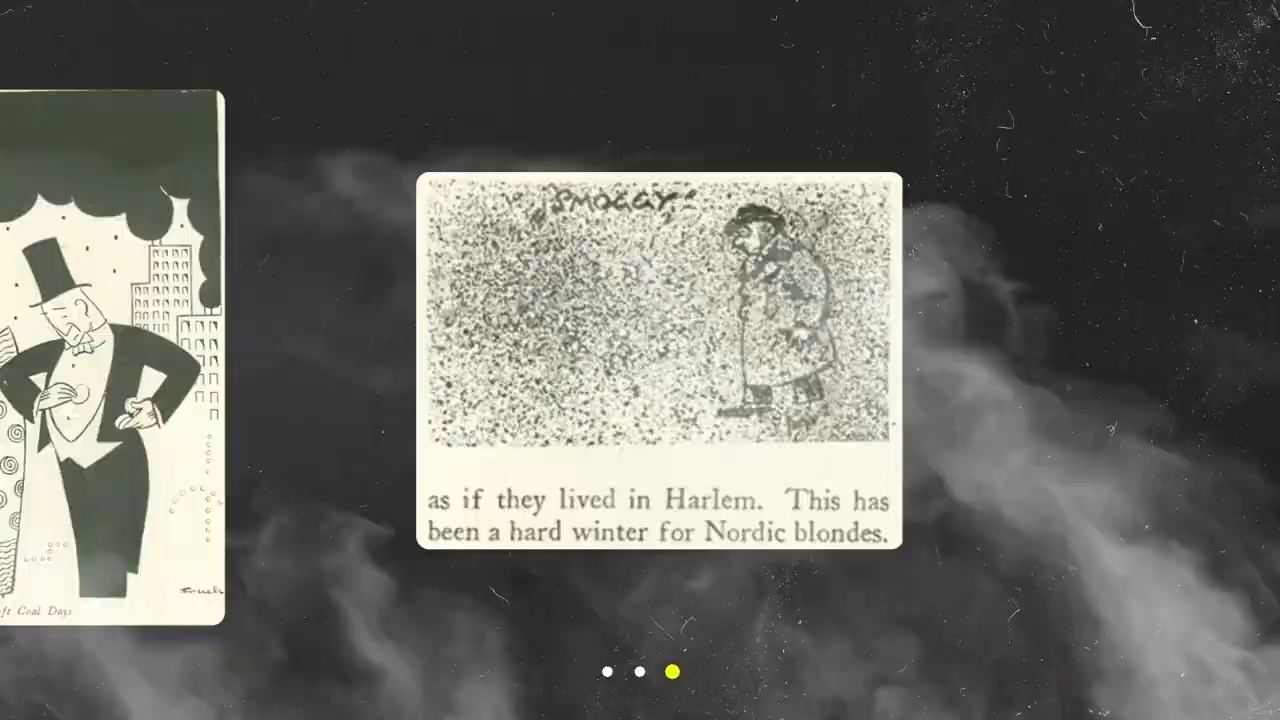 "SMOGGY"
as if they lived in Harlem. This has
been a hard winter for Nordic blondes.
Coal Days